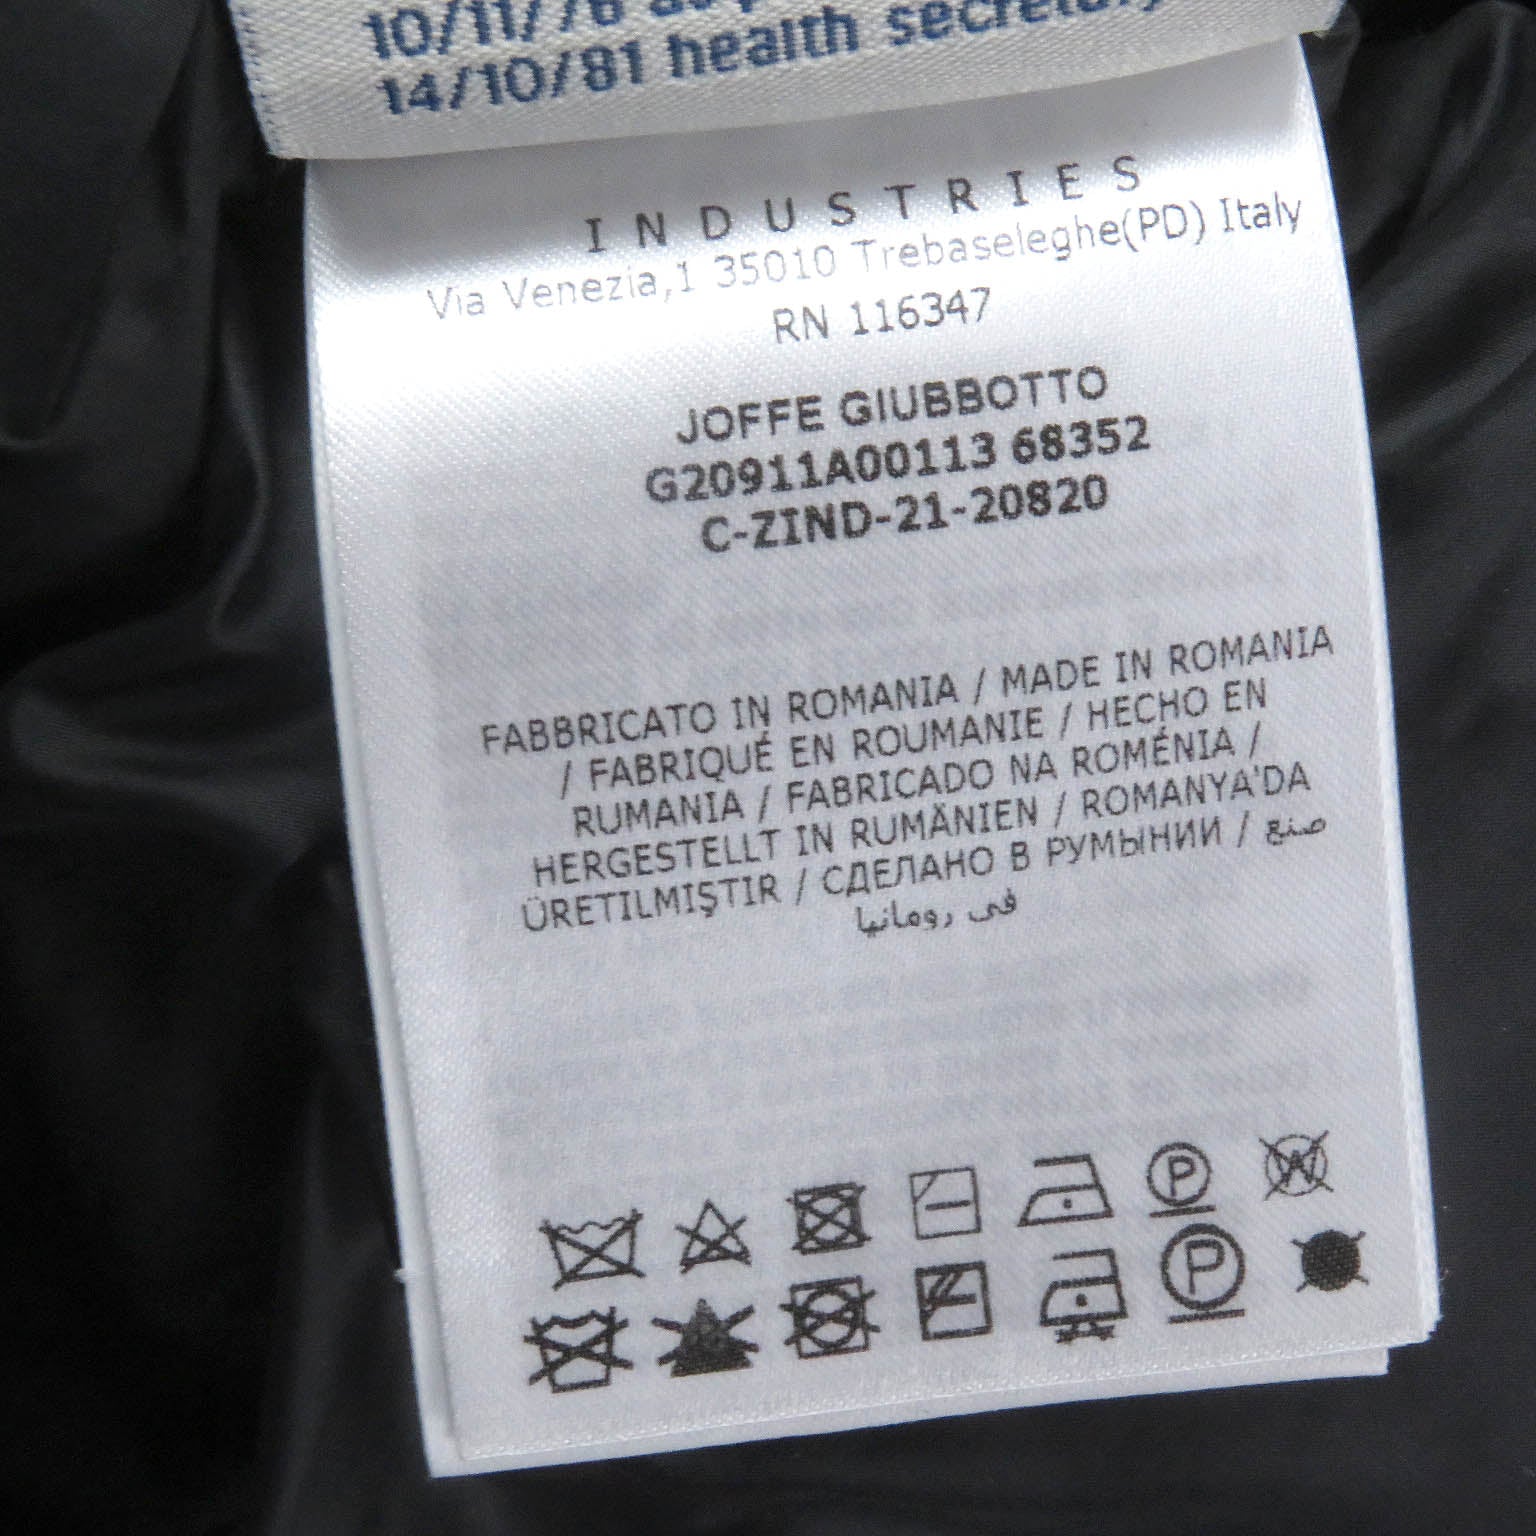 10/11/76
14/10/81 health secretary
INDUSTRIES
Via Venezia,1 35010 Trebaseleghe(PD) Italy
RN 116347
JOFFE GIUBBOTTO
G20911A00113 68352
C-ZIND-21-20820
FABBRICATO IN ROMANIA / MADE IN ROMANIA
/ FABRIQUÉ EN ROUMANIE / HECHO EN
RUMANIA / FABRICADO NA ROMÉNIA /
HERGESTELLT IN RUMÄNIEN / ROMANYA'DA
ÜRETILMIŞTIR / СДЕЛАНО В РУМЫНИИ / صنع
في رومانيا
P W
P